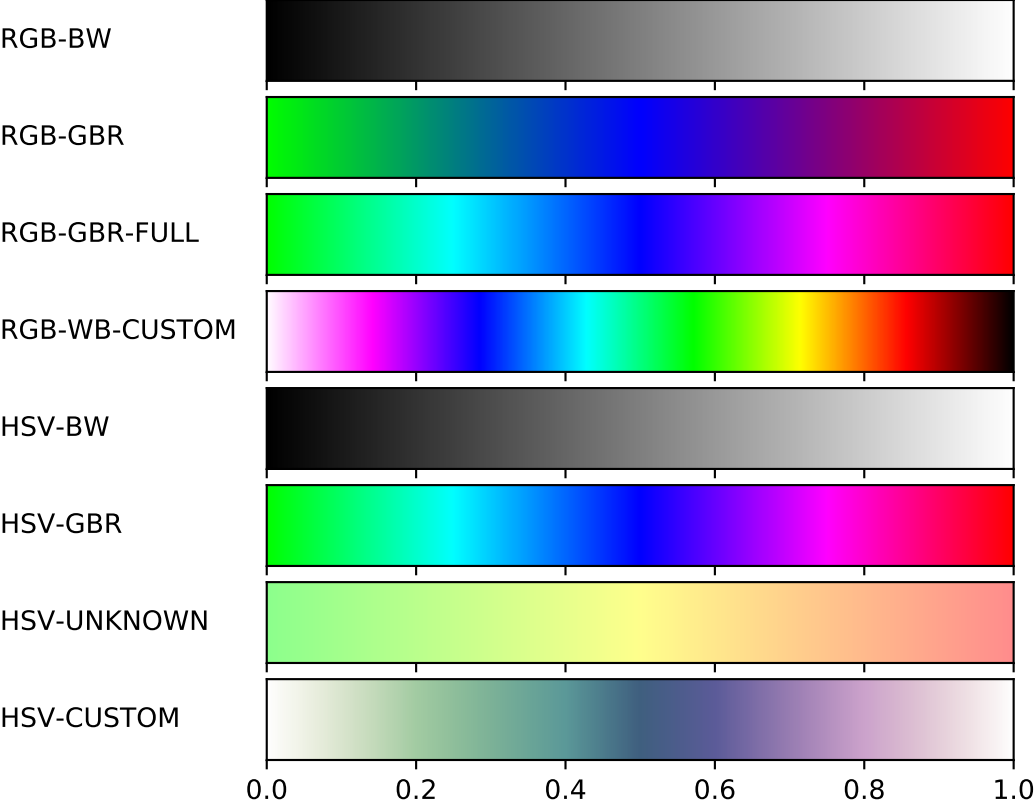 RGB-BW
RGB-GBR
RGB-GBR-FULL
RGB-WB-CUSTOM
HSV-BW
HSV-GBR
HSV-UNKNOWN
HSV-CUSTOM
0.0 0.2 0.4 0.6 0.8 1.0